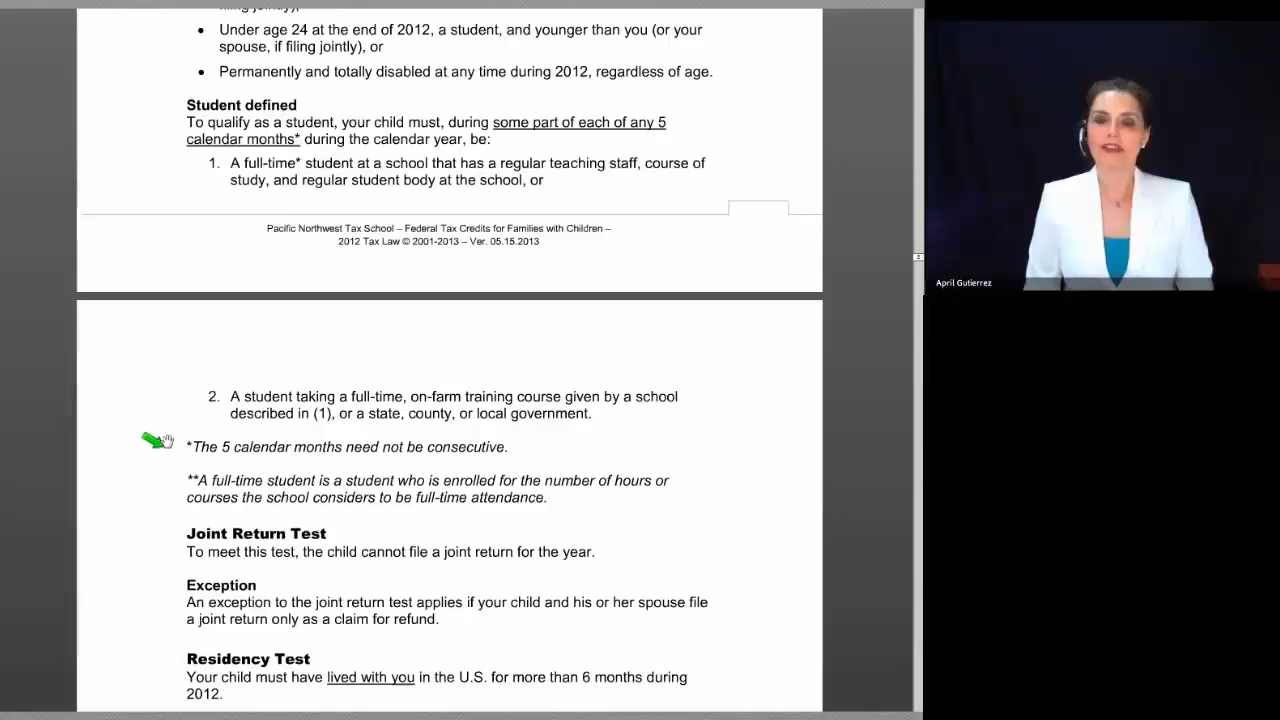 filing jointly),
• Under age 24 at the end of 2012, a student, and younger than you (or your
spouse, if filing jointly), or
• Permanently and totally disabled at any time during 2012, regardless of age.
Student defined
To qualify as a student, your child must, during some part of each of any 5
calendar months* during the calendar year, be:
1. A full-time* student at a school that has a regular teaching staff, course of
study, and regular student body at the school, or
Pacific Northwest Tax School – Federal Tax Credits for Families with Children –
2012 Tax Law © 2001-2013 – Ver. 05.15.2013
2. A student taking a full-time, on-farm training course given by a school
described in (1), or a state, county, or local government.
*The 5 calendar months need not be consecutive.
**A full-time student is a student who is enrolled for the number of hours or
courses the school considers to be full-time attendance.
Joint Return Test
To meet this test, the child cannot file a joint return for the year.
Exception
An exception to the joint return test applies if your child and his or her spouse file
a joint return only as a claim for refund.
Residency Test
Your child must have lived with you in the U.S. for more than 6 months during
2012.
April Gutierrez